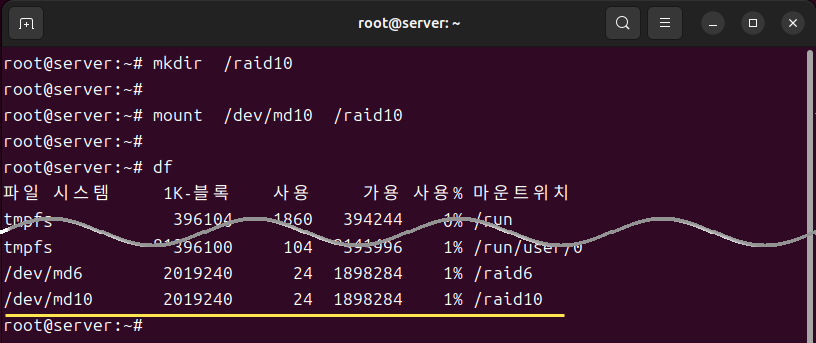 root@server: ~
root@server:~# mkdir  /raid10
root@server:~#
root@server:~# mount  /dev/md10  /raid10
root@server:~#
root@server:~# df
파일 시스템 1K-블록 사용 가용 사용% 마운트위치
tmpfs 396104 1860 394244 1% /run
tmpfs 396100 104 1% /run/user/0
/dev/md6 2019240 24 1898284 1% /raid6
/dev/md10 2019240 24 1898284 1% /raid10
root@server:~#